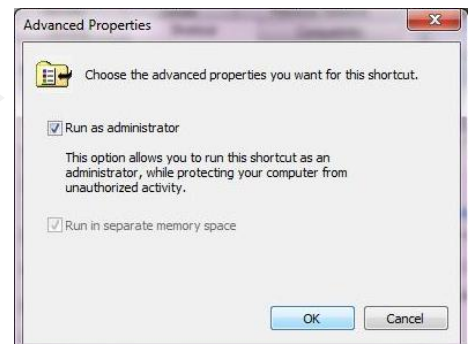 Advanced Properties
Choose the advanced properties you want for this shortcut.
Run as administrator
This option allows you to run this shortcut as an
administrator, while protecting your computer from
unauthorized activity.
Run in separate memory space
OK
Cancel